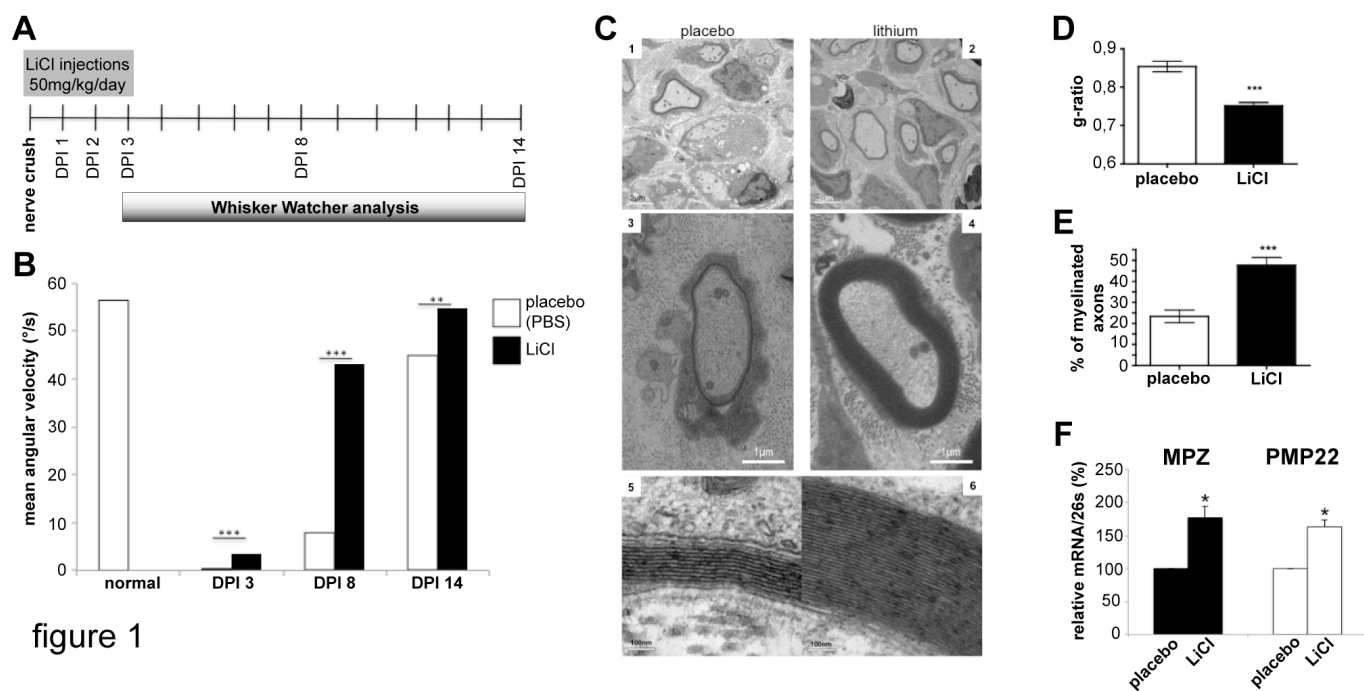 A
LiCl injections
50mg/kg/day
nerve crush
DPI 1
DPI 2
DPI 3
DPI 8
DPI 14
Whisker Watcher analysis
B
mean angular velocity (°/s)
60
50
40
30
20
10
0
***
***
**
normal
DPI 3
DPI 8
DPI 14
placebo
(PBS)
LiCl
figure 1
C
placebo
lithium
1
2
2µm
3
4
1µm
1µm
5
6
100nm
100nm
D
g-ratio
0,9
0,8
0,7
0,6
***
placebo
LiCl
E
% of myelinated
axons
50
40
30
20
10
0
***
placebo
LiCl
F
MPZ
PMP22
relative mRNA/26s (%)
250
200
150
100
50
0
*
*
placebo
LiCl
placebo
LiCl